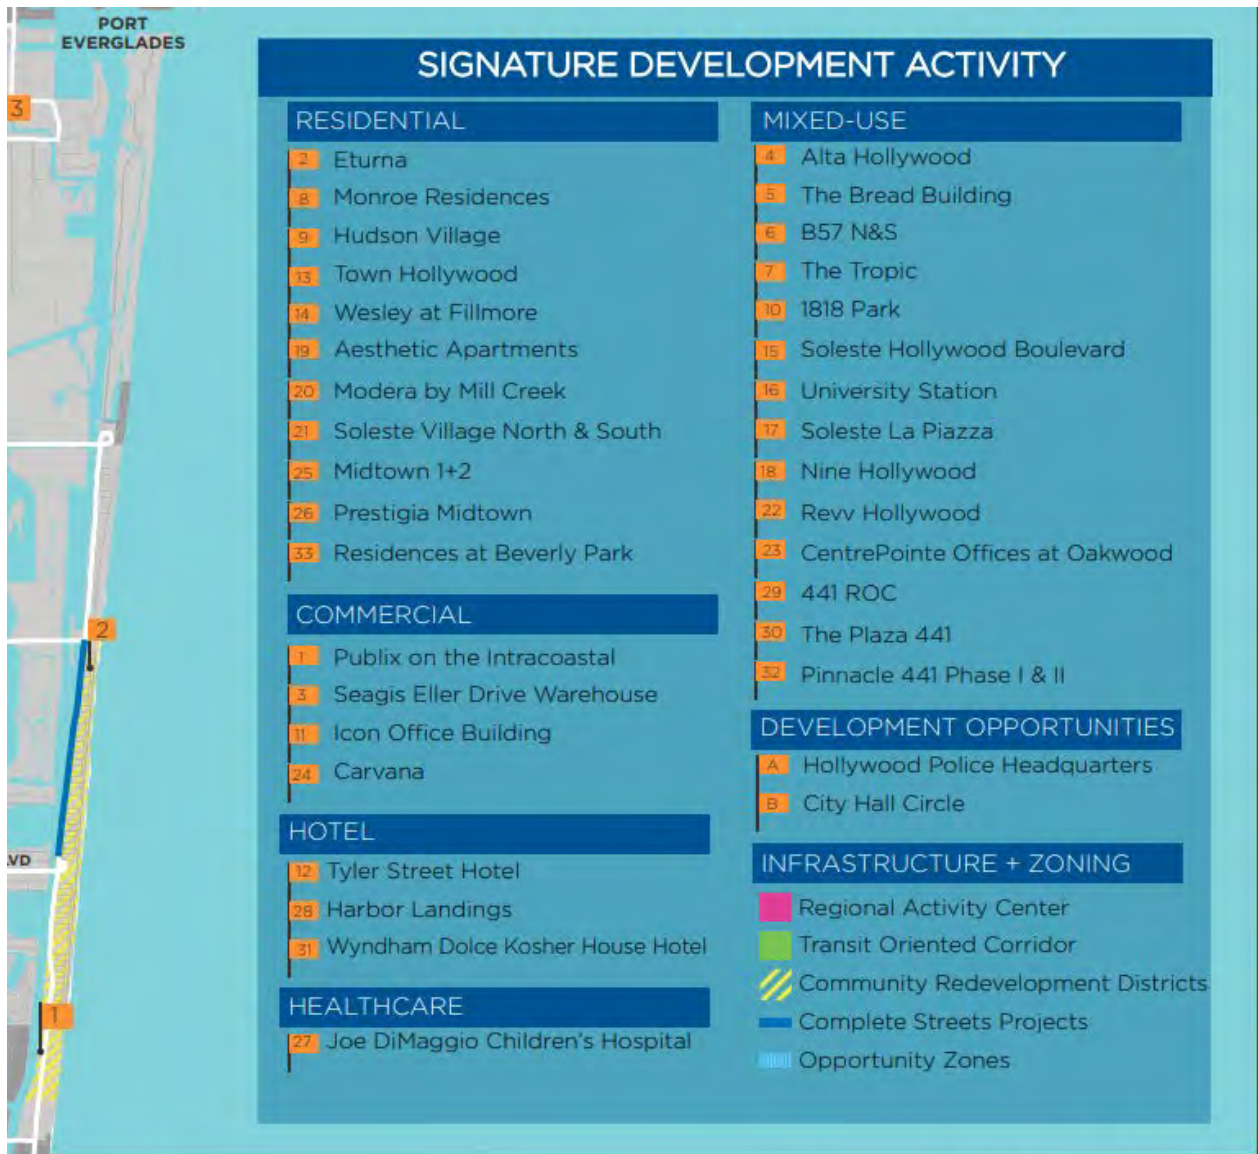 PORT
EVERGLADES
3
2
LVD
1
SIGNATURE DEVELOPMENT ACTIVITY
RESIDENTIAL
2 Eturna
8 Monroe Residences
9 Hudson Village
13 Town Hollywood
14 Wesley at Fillmore
19 Aesthetic Apartments
20 Modera by Mill Creek
21 Soleste Village North & South
25 Midtown 1+2
26 Prestigia Midtown
33 Residences at Beverly Park
COMMERCIAL
1 Publix on the Intracoastal
3 Seagis Eller Drive Warehouse
11 Icon Office Building
24 Carvana
HOTEL
12 Tyler Street Hotel
28 Harbor Landings
31 Wyndham Dolce Kosher House Hotel
HEALTHCARE
27 Joe DiMaggio Children's Hospital
MIXED-USE
4 Alta Hollywood
5 The Bread Building
6 B57 N&S
7 The Tropic
10 1818 Park
15 Soleste Hollywood Boulevard
16 University Station
17 Soleste La Piazza
18 Nine Hollywood
22 Revv Hollywood
23 CentrePointe Offices at Oakwood
29 441 ROC
30 The Plaza 441
32 Pinnacle 441 Phase I & II
DEVELOPMENT OPPORTUNITIES
A Hollywood Police Headquarters
B City Hall Circle
INFRASTRUCTURE + ZONING
Regional Activity Center
Transit Oriented Corridor
Community Redevelopment Districts
Complete Streets Projects
Opportunity Zones